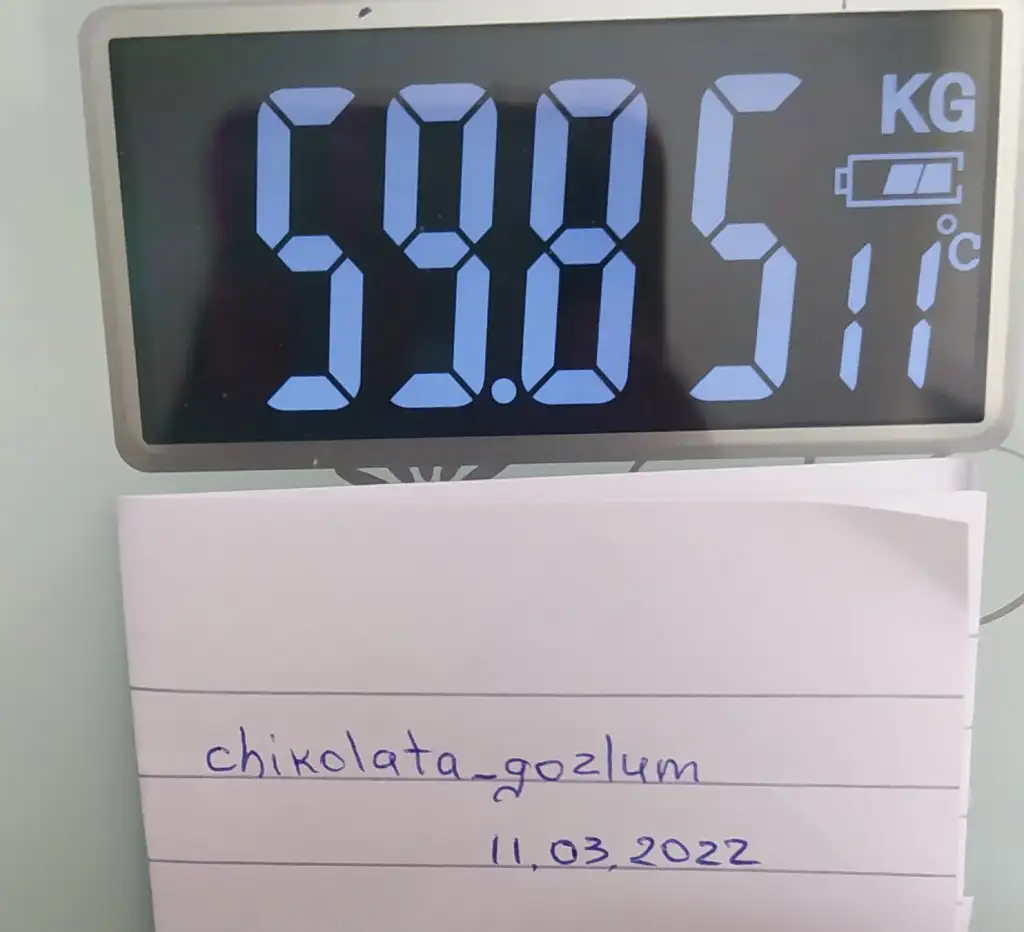 KG
59.85
11 °C
chikolata_gozlum
11.03.2022